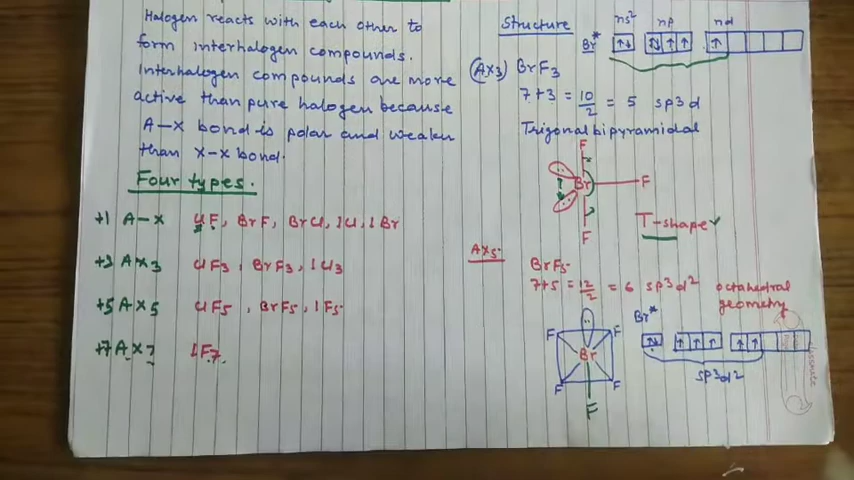 Halogen reacts with each other to
form interhalogen compounds.
Interhalogen compounds are more
active than pure halogen because
A-X bond is polar and weaker
than X-X bond.
Four types.
+1 A-X ClF, BrF, BrCl, ICl, IBr
+3 AX3 ClF3, BrF3, ICl3
+5 AX5 ClF5, BrF5, IF5
+7 AX7 IF7.
Structure
ns² np nd
Br*
(AX3) BrF3
7+3 = 10/2 = 5 sp3d
Trigonal bipyramidal
F
Br F
F
T-shape
AX5
BrF5
7+5 = 12/2 = 6 sp3d2 octahedral
geometry
Br*
F F
Br
F F
F
sp3d2